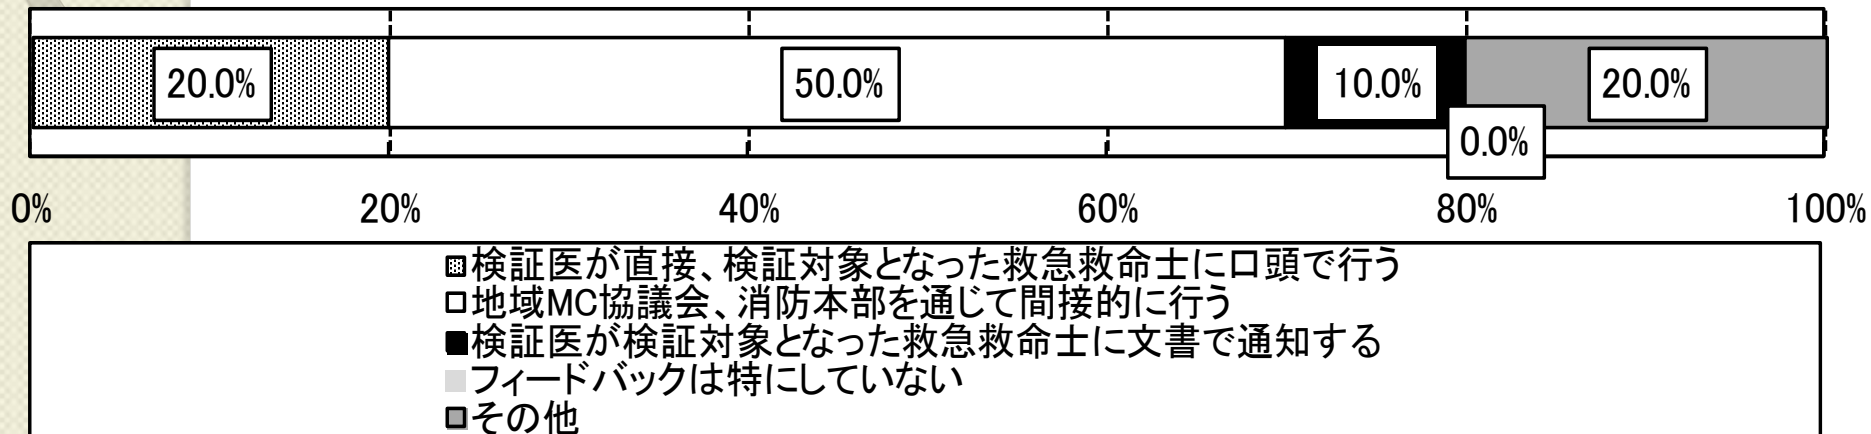 20.0% 50.0% 10.0% 20.0%
0.0%
0% 20% 40% 60% 80% 100%
検証医が直接、検証対象となった救急救命士に口頭で行う
地域MC協議会、消防本部を通じて間接的に行う
検証医が検証対象となった救急救命士に文書で通知する
フィードバックは特にしていない
その他